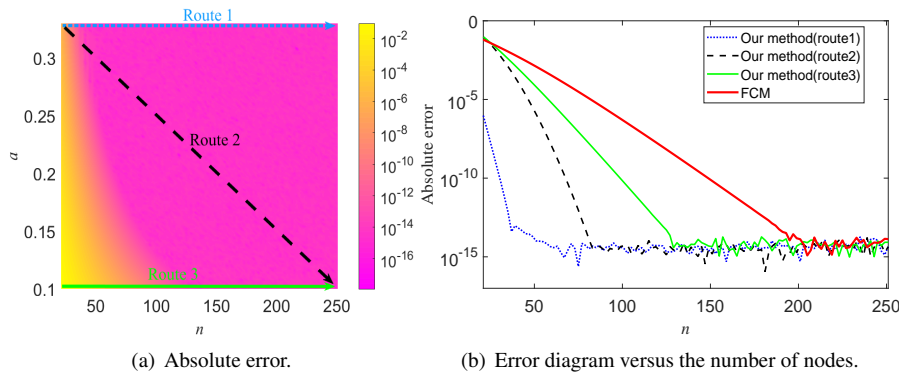 Route 1
Route 2
Route 3
0.3
0.25
0.2
0.15
0.1
a
50
100
150
200
250
n
10^-2
10^-4
10^-6
10^-8
10^-10
10^-12
10^-14
10^-16
Absolute error
(a) Absolute error.
10^0
10^-5
10^-10
10^-15
50
100
150
200
250
n
Our method(route1)
Our method(route2)
Our method(route3)
FCM
(b) Error diagram versus the number of nodes.